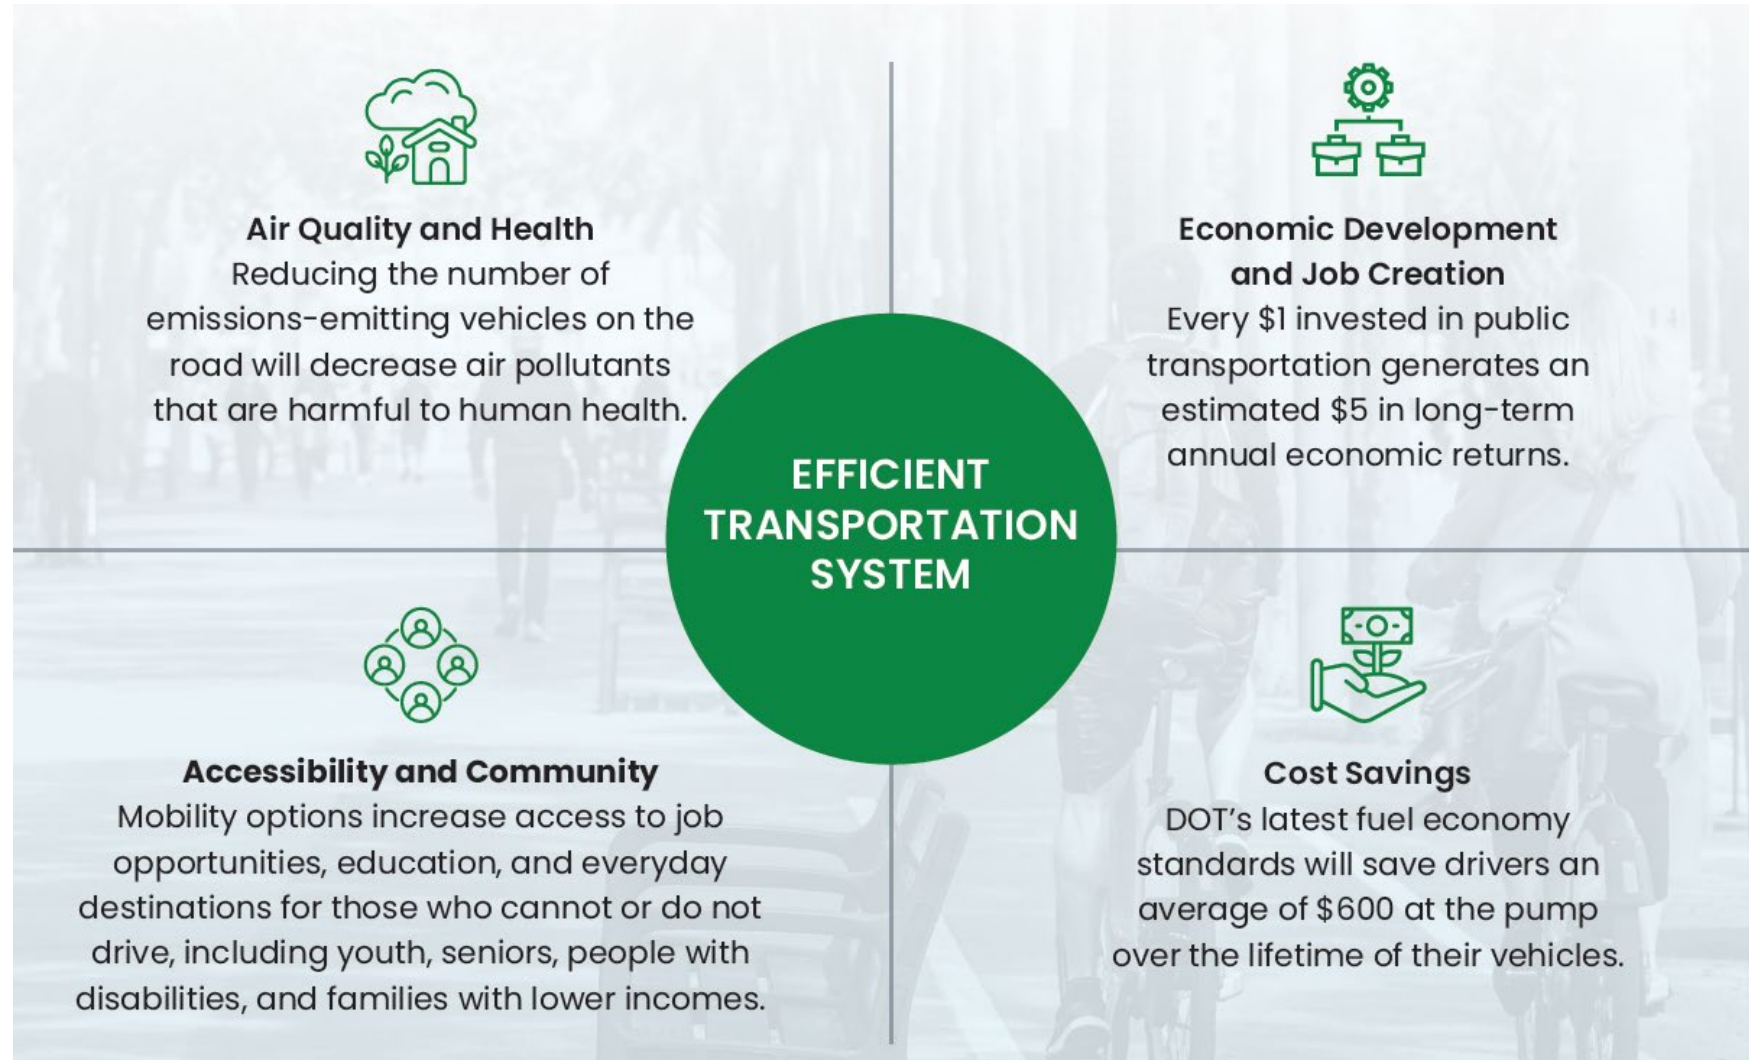 Air Quality and Health
Reducing the number of
emissions-emitting vehicles on the
road will decrease air pollutants
that are harmful to human health.
Economic Development
and Job Creation
Every $1 invested in public
transportation generates an
estimated $5 in long-term
annual economic returns.
EFFICIENT
TRANSPORTATION
SYSTEM
Accessibility and Community
Mobility options increase access to job
opportunities, education, and everyday
destinations for those who cannot or do not
drive, including youth, seniors, people with
disabilities, and families with lower incomes.
Cost Savings
DOT’s latest fuel economy
standards will save drivers an
average of $600 at the pump
over the lifetime of their vehicles.